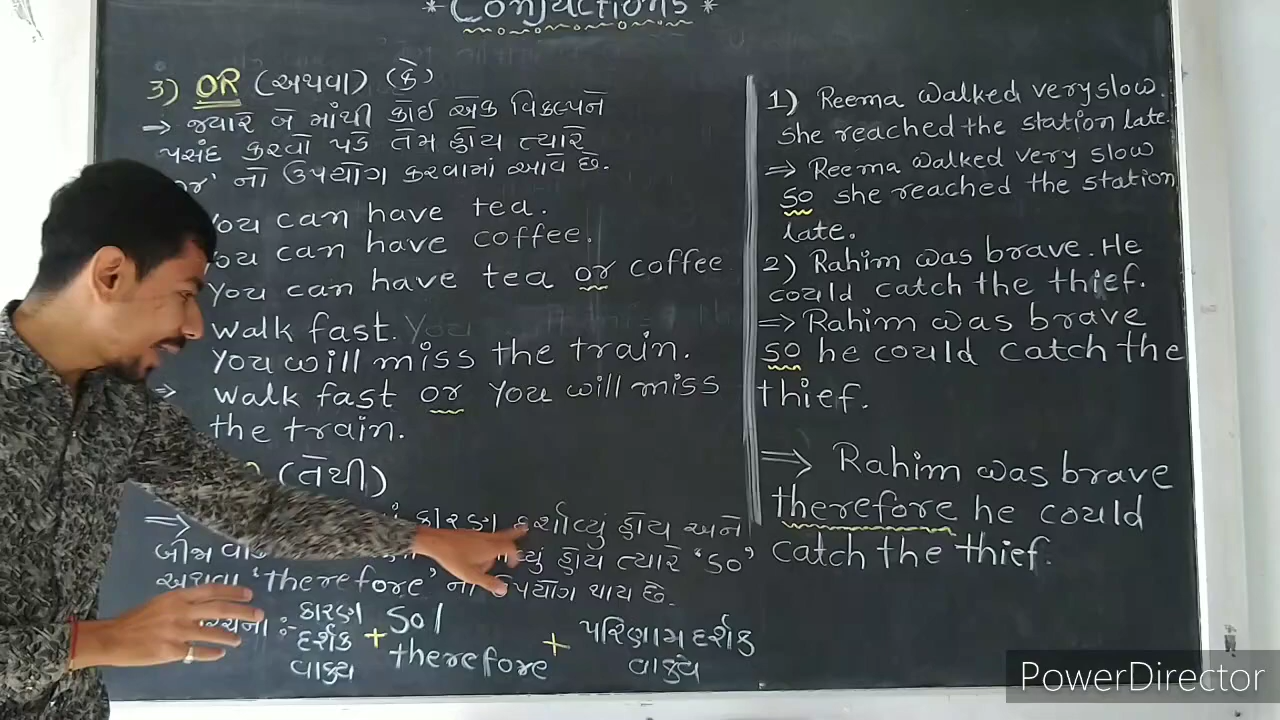 * Conjuctions *
3) OR (અથવા) (કે)
⇒ જ્યારે બે માંથી કોઈ એક વિકલ્પને
પસંદ કરવો પડે તેમ હોય ત્યારે
'or' નો ઉપયોગ કરવામાં આવે છે.
You can have tea.
You can have coffee.
You can have tea or coffee
walk fast. You
You will miss the train.
⇒ walk fast or you will miss
the train.
(તેથી)
⇒ કારણ દર્શાવ્યું હોય અને
બીજા હોય ત્યારે 'so'
અથવા 'therefore' નો ઉપયોગ થાય છે.
:- કારણ દર્શક વાક્ય + so / therefore + પરિણામ દર્શક વાક્ય
1) Reema walked very slow.
she reached the station late.
⇒ Reema walked very slow
so she reached the station
late.
2) Rahim was brave. He
could catch the thief.
⇒ Rahim was brave
so he could catch the
thief.
⇒ Rahim was brave
therefore he could
catch the thief.
PowerDirector